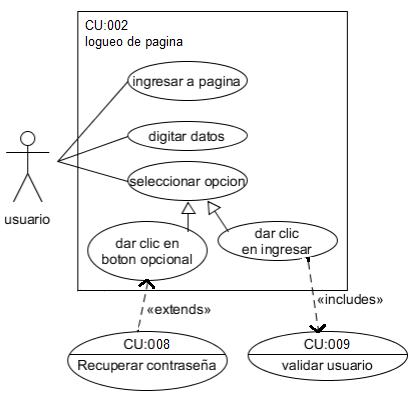 CU:002
logueo de pagina
ingresar a pagina
digitar datos
seleccionar opcion
usuario
dar clic en
boton opcional
dar clic
en ingresar
«extends»
«includes»
CU:008
Recuperar contraseña
CU:009
validar usuario